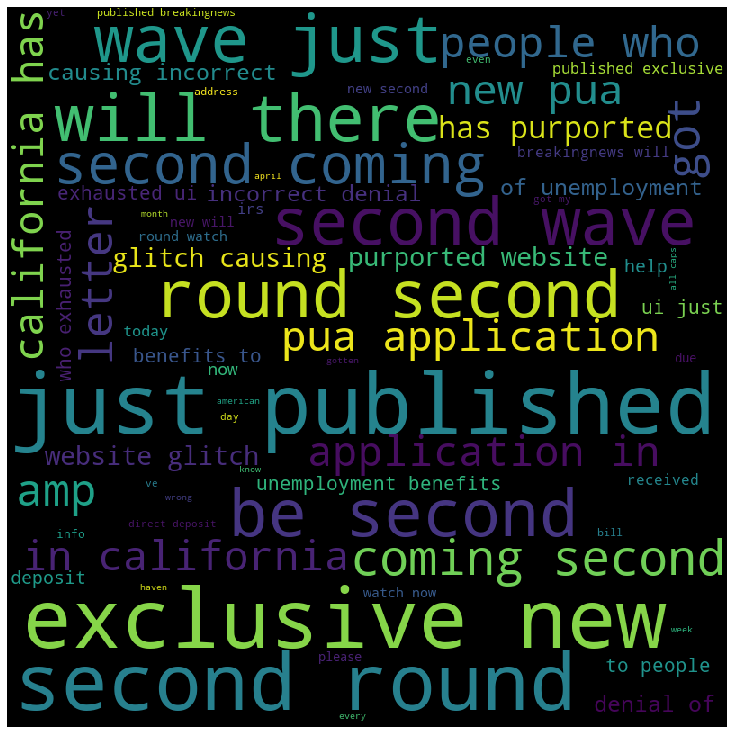 yet
published breakingnews
wave just
people who
even
causing incorrect
published exclusive
california has
address
new second
new pua
will there
has purported
got
second coming
breakingnews will
april
exhausted ui
incorrect denial
of unemployment
got my
month
irs
new will
second wave
round watch
letter
who exhausted
glitch causing
purported website
help
all caps
round second
ui just
today
pua application
benefits to
gotten
due
now
just published
american
day
website glitch
application in
know
amp
ve
unemployment benefits
received
wrong
be second
direct deposit
info
bill
in california
coming second
deposit
haven
watch now
exclusive new
week
second round
please
to people
denial of
every